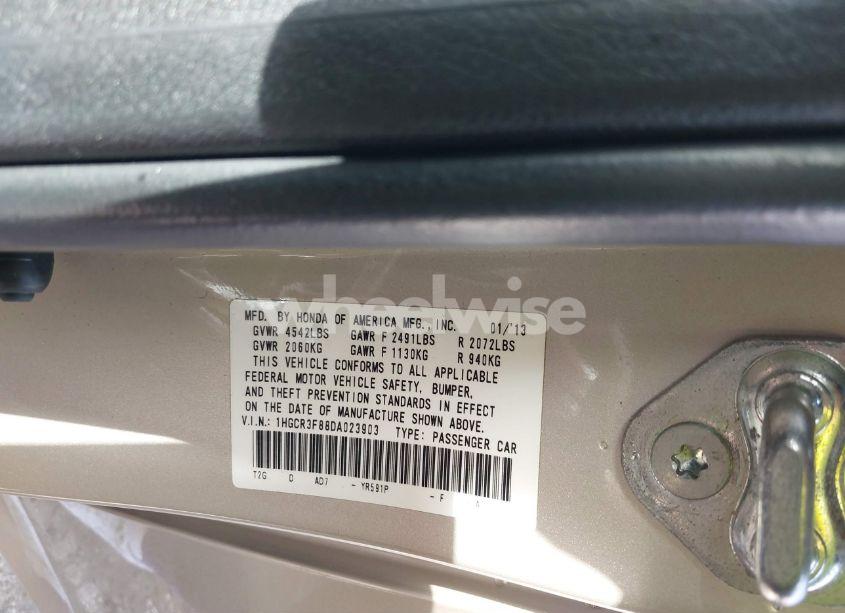 wheelwise
MFD. BY HONDA OF AMERICA MFG., INC. 01/'13
GVWR 4542LBS GAWR F 2491LBS R 2072LBS
GVWR 2060KG GAWR F 1130KG R 940KG
THIS VEHICLE CONFORMS TO ALL APPLICABLE
FEDERAL MOTOR VEHICLE SAFETY, BUMPER,
AND THEFT PREVENTION STANDARDS IN EFFECT
ON THE DATE OF MANUFACTURE SHOWN ABOVE.
V.I.N.: 1HGCR3F88DA023903 TYPE: PASSENGER CAR
T2G D AD7 - YR591P - F A